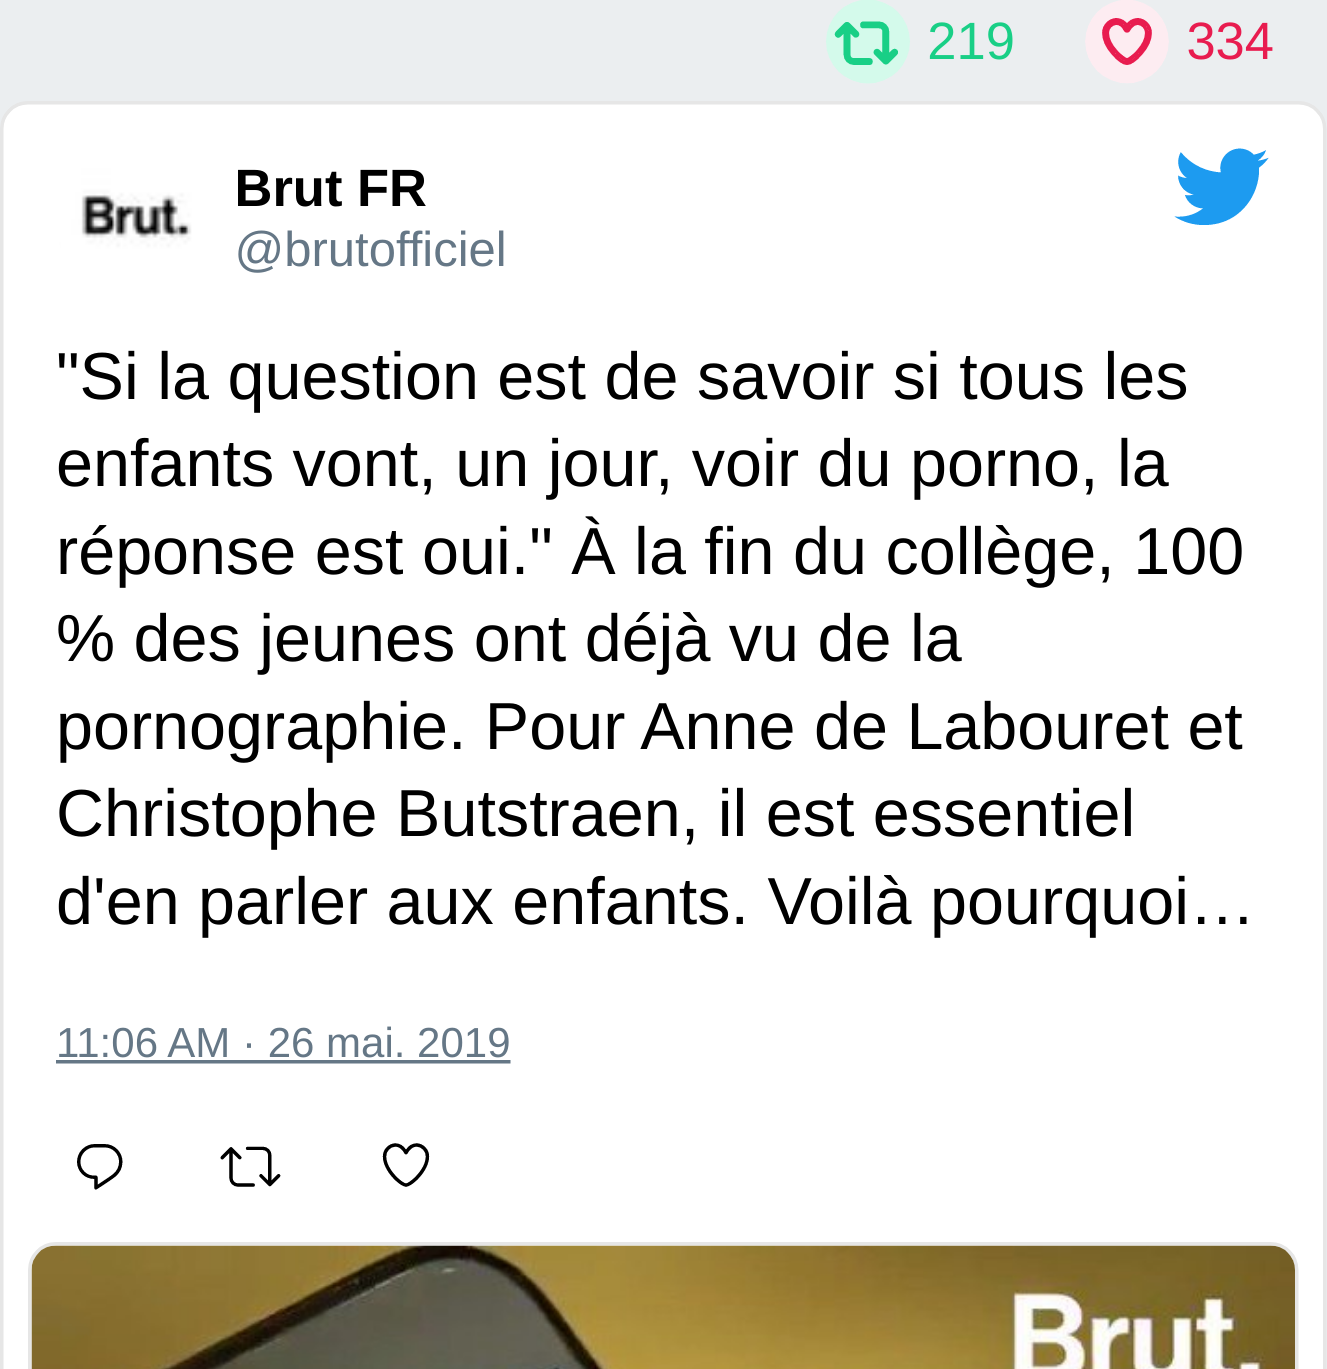 219 334
Brut.
Brut FR
@brutofficiel
"Si la question est de savoir si tous les
enfants vont, un jour, voir du porno, la
réponse est oui." À la fin du collège, 100
% des jeunes ont déjà vu de la
pornographie. Pour Anne de Labouret et
Christophe Butstraen, il est essentiel
d'en parler aux enfants. Voilà pourquoi…
11:06 AM · 26 mai. 2019
Brut.